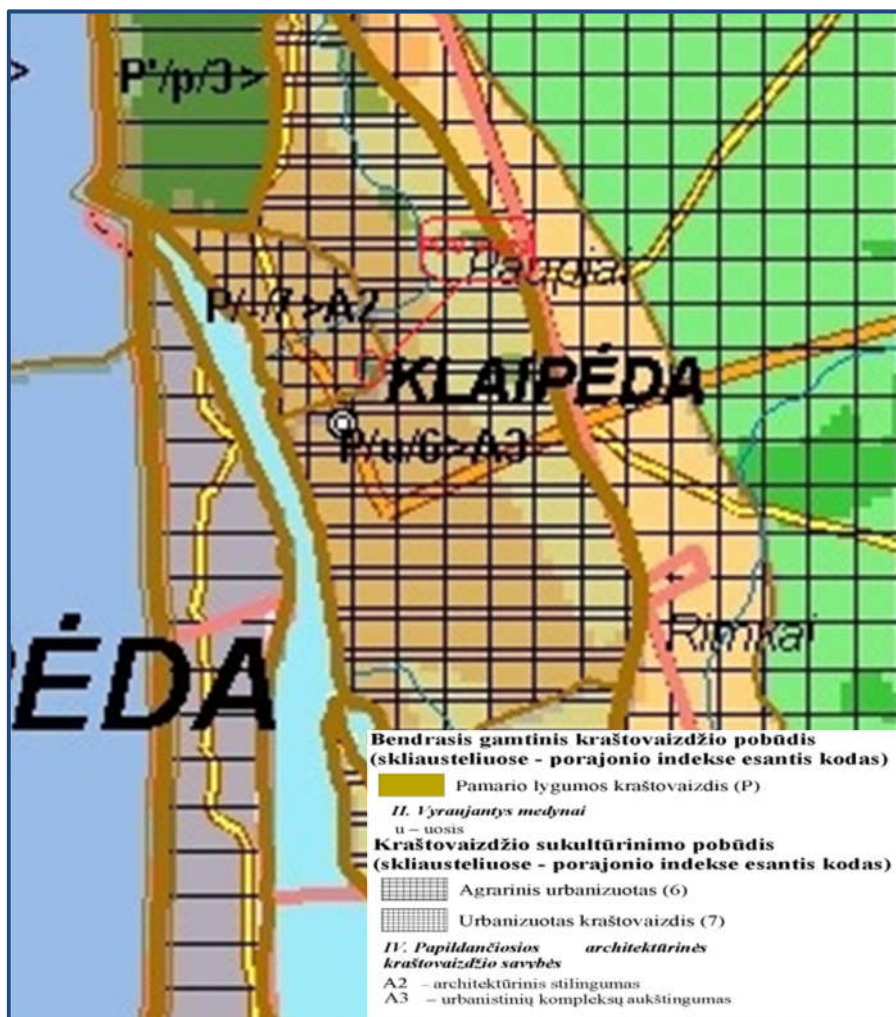 P'/p/3>
P/-/7>A2
KLAIPĖDA
P/u/6>A3
Rimkai
ĖDA
Bendrasis gamtinis kraštovaizdžio pobūdis
(skliausteliuose - porajonio indekse esantis kodas)
Pamario lygumos kraštovaizdis (P)
II. Vyraujantys medynai
u – uosis
Kraštovaizdžio sukultūrinimo pobūdis
(skliausteliuose - porajonio indekse esantis kodas)
Agrarinis urbanizuotas (6)
Urbanizuotas kraštovaizdis (7)
IV. Papildančiosios architektūrinės
kraštovaizdžio savybės
A2 – architektūrinis stilingumas
A3 – urbanistinių kompleksų aukštingumas